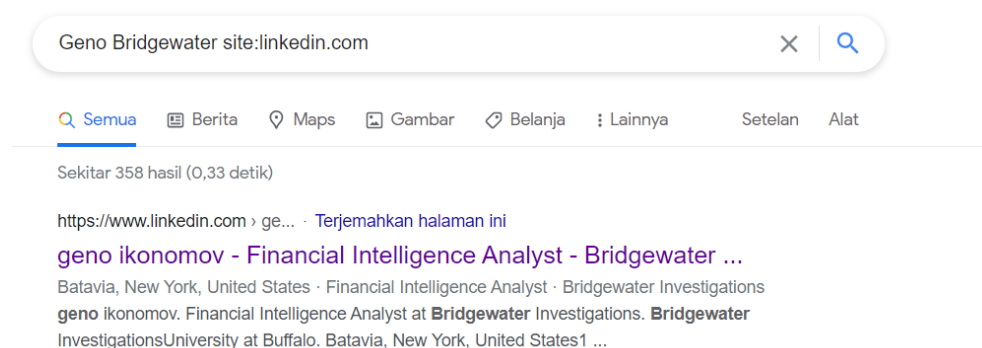 Geno Bridgewater site:linkedin.com
Semua Berita Maps Gambar Belanja Lainnya Setelan Alat
Sekitar 358 hasil (0,33 detik)
https://www.linkedin.com › ge... · Terjemahkan halaman ini
geno ikonomov - Financial Intelligence Analyst - Bridgewater ...
Batavia, New York, United States · Financial Intelligence Analyst · Bridgewater Investigations
geno ikonomov. Financial Intelligence Analyst at Bridgewater Investigations. Bridgewater
InvestigationsUniversity at Buffalo. Batavia, New York, United States1 ...